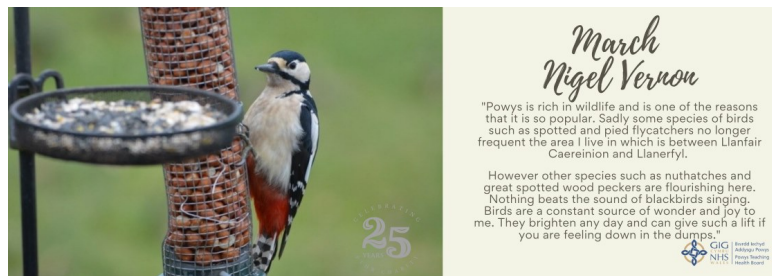 March
Nigel Vernon
"Powys is rich in wildlife and is one of the reasons
that it is so popular. Sadly some species of birds
such as spotted and pied flycatchers no longer
frequent the area I live in which is between Llanfair
Caereinion and Llanerfyl.
However other species such as nuthatches and
great spotted wood peckers are flourishing here.
Nothing beats the sound of blackbirds singing.
Birds are a constant source of wonder and joy to
me. They brighten any day and can give such a lift if
you are feeling down in the dumps."
25
GIG
NHS
Bwrdd Iechyd
Addysgu Powys
Powys Teaching
Health Board